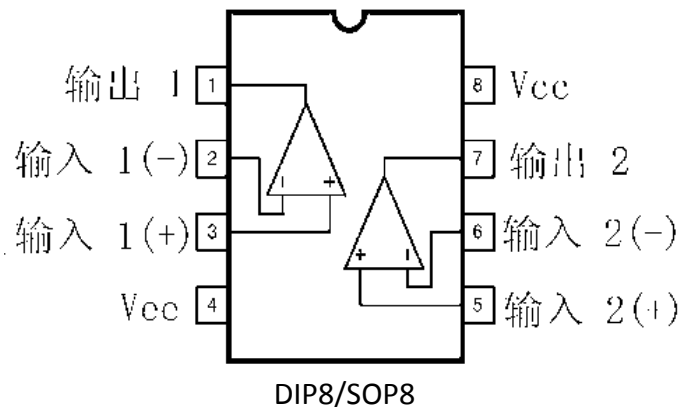 输出 1 1
输入 1(-) 2
输入 1(+) 3
Vcc 4
8 Vcc
7 输出 2
6 输入 2(-)
5 输入 2(+)
- +
+ -
DIP8/SOP8